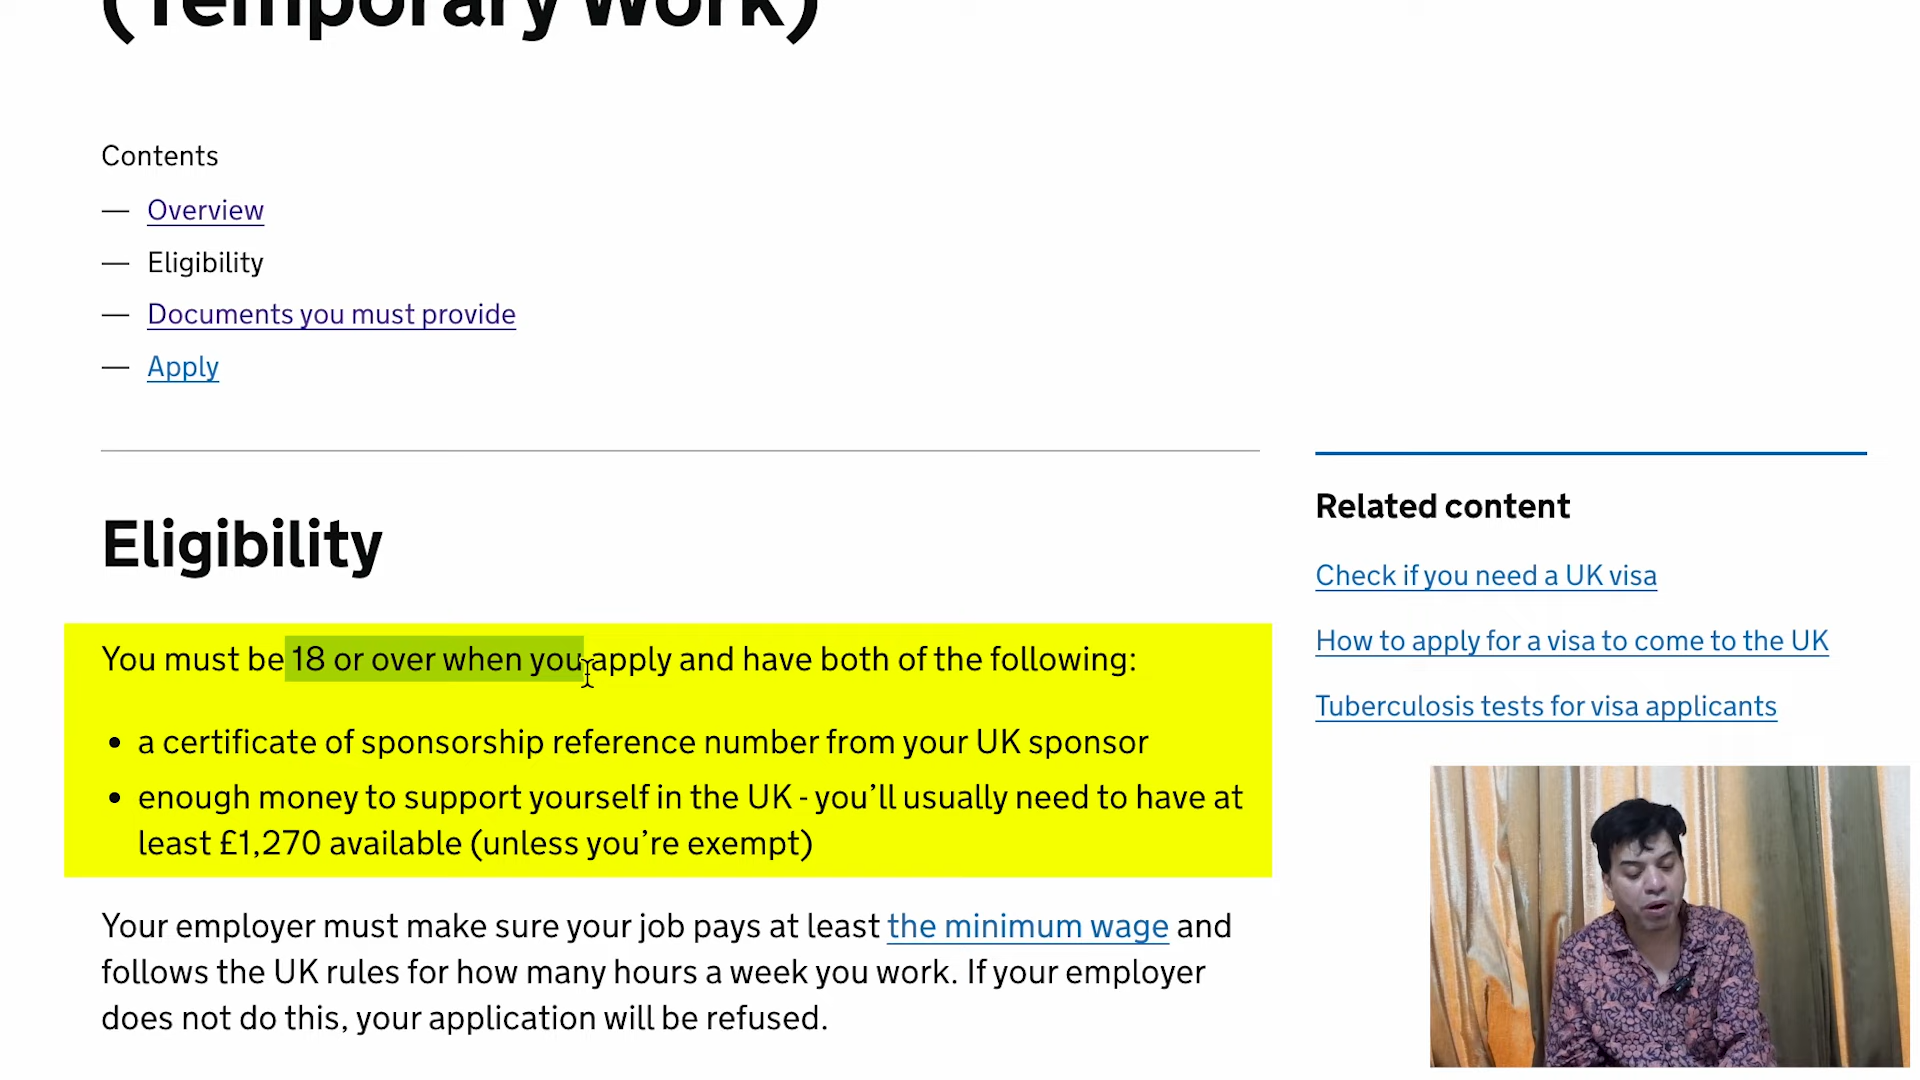 (Temporary Work)
Contents
— Overview
— Eligibility
— Documents you must provide
— Apply
Eligibility
You must be 18 or over when you apply and have both of the following:
• a certificate of sponsorship reference number from your UK sponsor
• enough money to support yourself in the UK - you’ll usually need to have at
least £1,270 available (unless you’re exempt)
Your employer must make sure your job pays at least the minimum wage and
follows the UK rules for how many hours a week you work. If your employer
does not do this, your application will be refused.
Related content
Check if you need a UK visa
How to apply for a visa to come to the UK
Tuberculosis tests for visa applicants